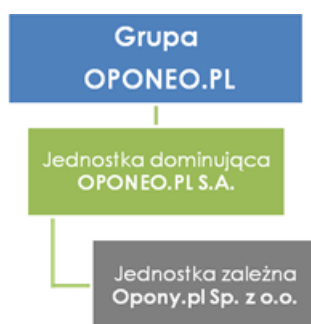 Grupa
OPONEO.PL
Jednostka dominująca
OPONEO.PL S.A.
Jednostka zależna
Opony.pl Sp. z o.o.